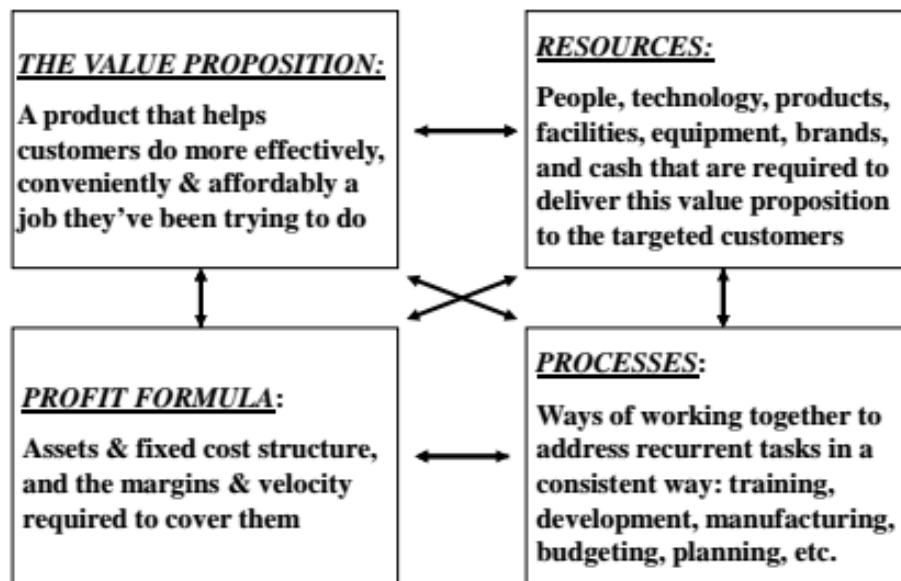 THE VALUE PROPOSITION:
A product that helps
customers do more effectively,
conveniently & affordably a
job they've been trying to do
RESOURCES:
People, technology, products,
facilities, equipment, brands,
and cash that are required to
deliver this value proposition
to the targeted customers
PROFIT FORMULA:
Assets & fixed cost structure,
and the margins & velocity
required to cover them
PROCESSES:
Ways of working together to
address recurrent tasks in a
consistent way: training,
development, manufacturing,
budgeting, planning, etc.